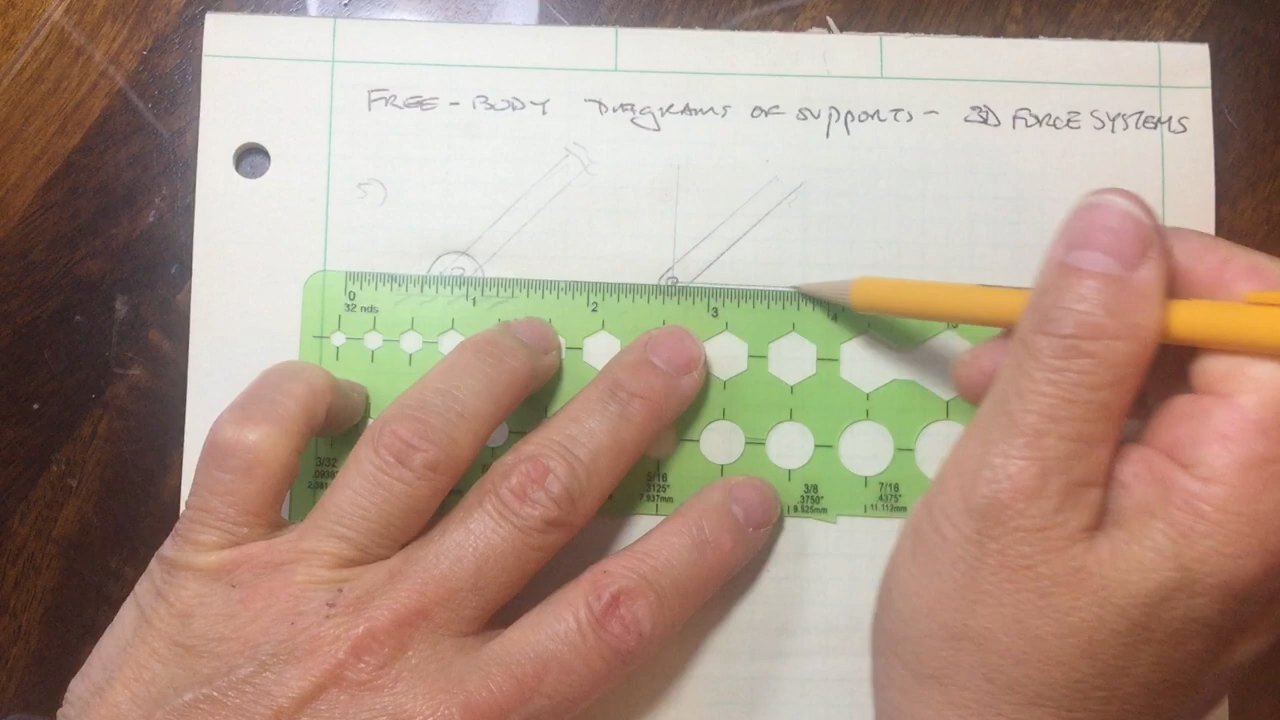 FREE-BODY DIAGRAMS OF SUPPORTS - 3D FORCE SYSTEMS
5)
0 1 2 3 4
32 nds
3/32 5/16 3/8 7/16
.3125" .3750" .4375"
7.937mm 9.525mm 11.112mm